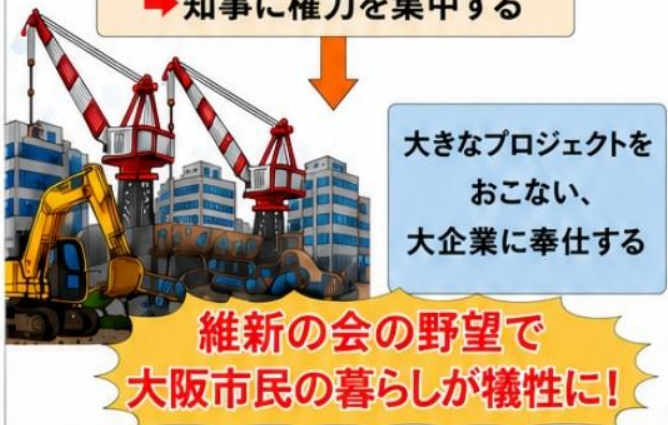 ➡知事に権力を集中する
大きなプロジェクトを
おこない、
大企業に奉仕する
維新の会の野望で
大阪市民の暮らしが犠牲に！